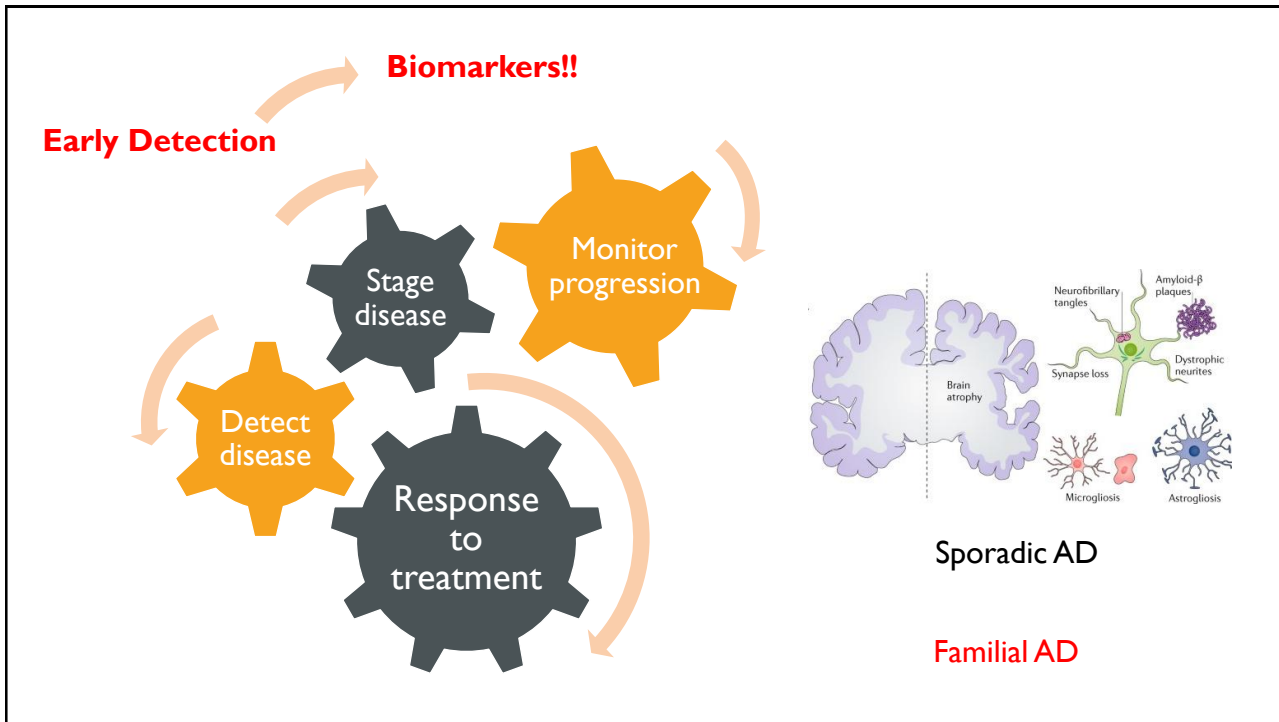 Biomarkers!!
Early Detection
Monitor
progression
Stage
disease
Detect
disease
Response
to
treatment
Neurofibrillary
tangles
Amyloid-β
plaques
Synapse loss
Dystrophic
neurites
Brain
atrophy
Microgliosis
Astrogliosis
Sporadic AD
Familial AD